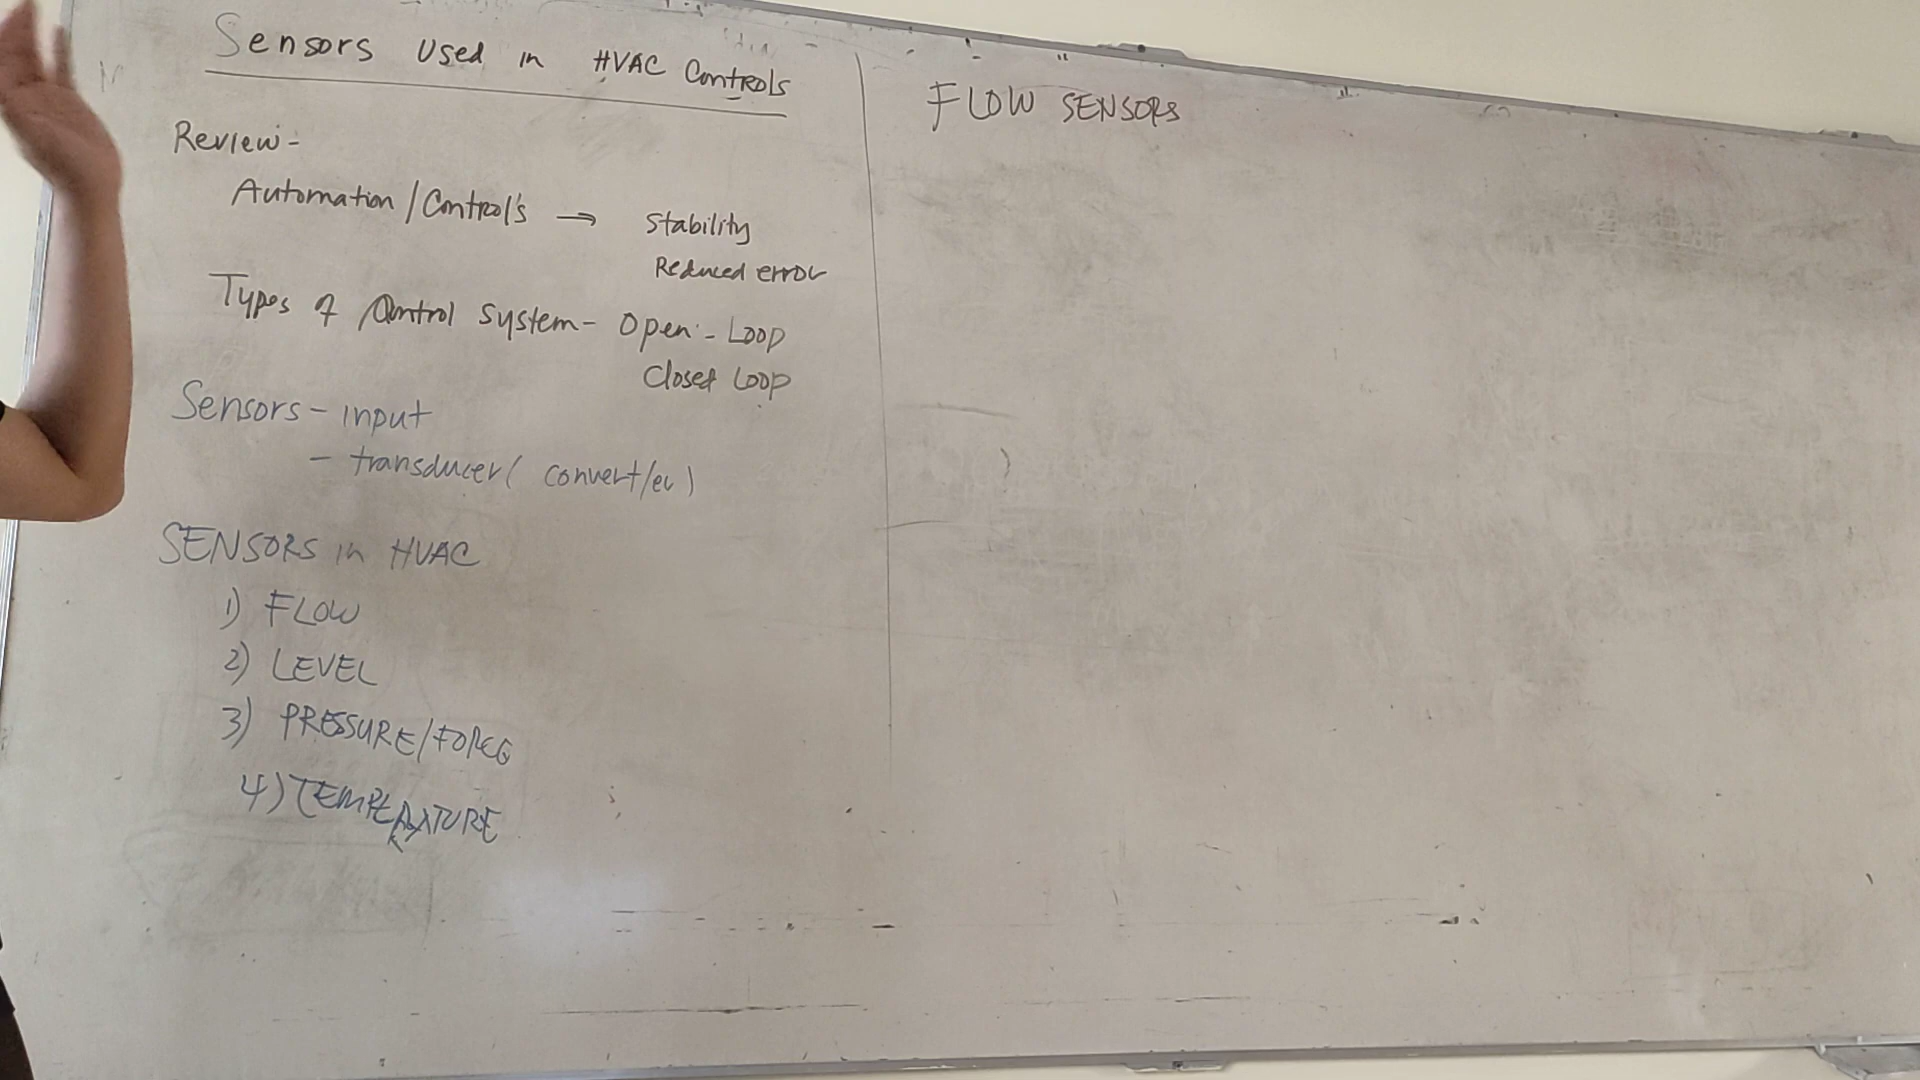 Sensors Used in HVAC Controls
Review -
Automation / Control's → Stability
Reduced error
Types of Control System - Open - Loop
Closed Loop
Sensors - input
- transducer ( convert/er )
SENSORS in HVAC
1) FLOW
2) LEVEL
3) PRESSURE/FORCE
4) TEMPERATURE
FLOW SENSORS